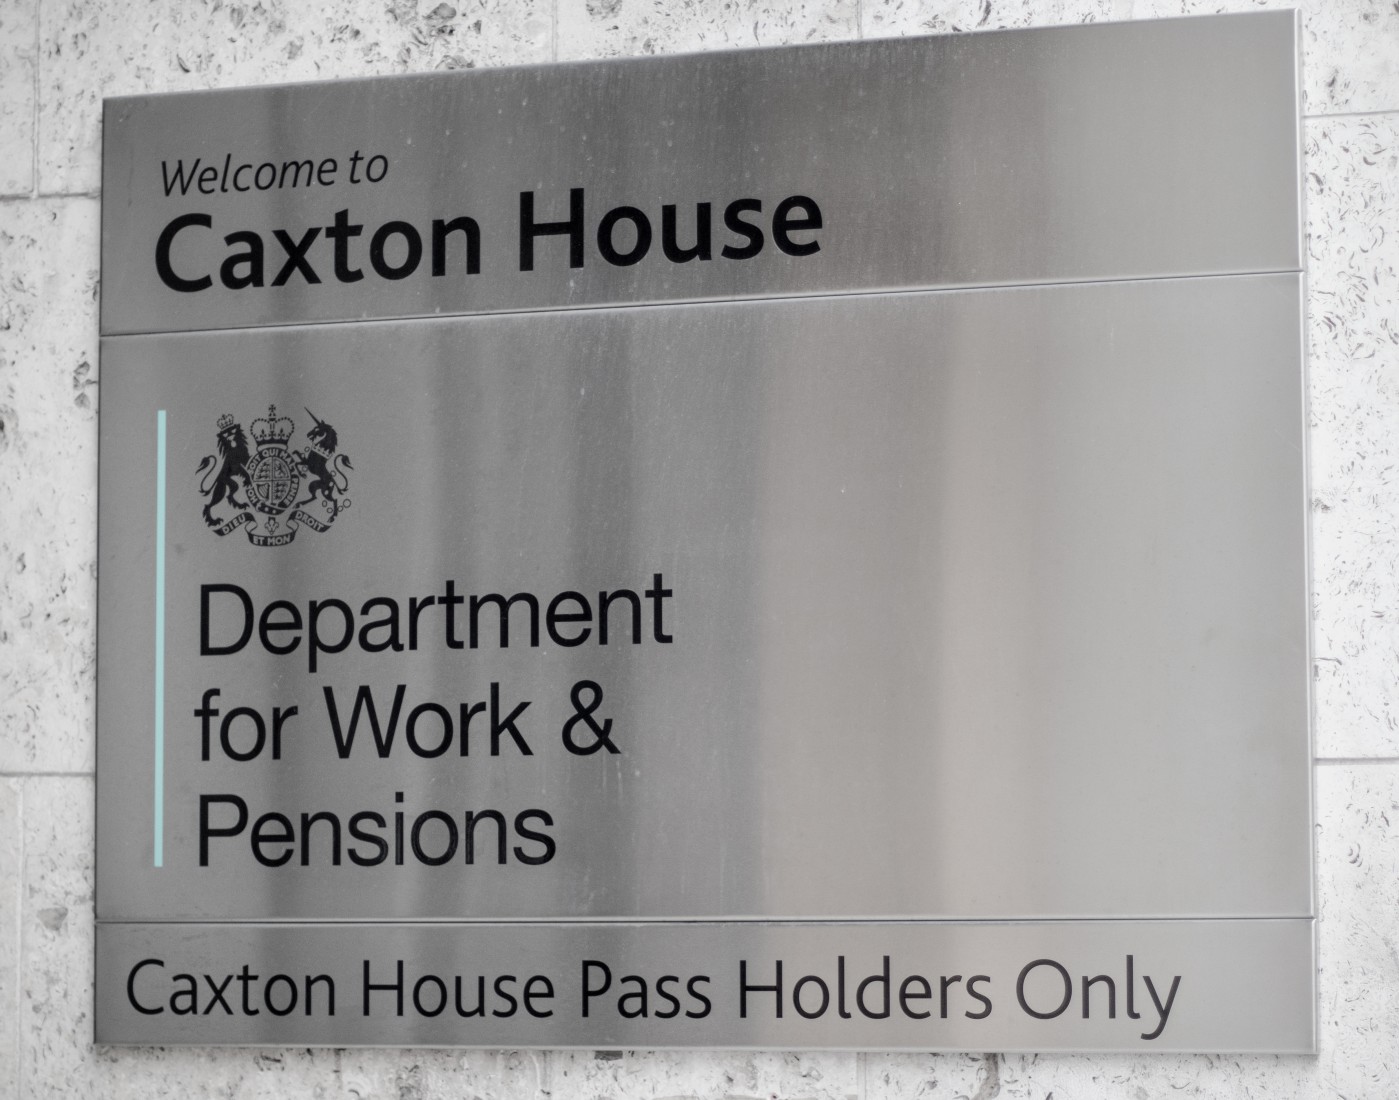 Welcome to
Caxton House
DIEU ET MON DROIT
Department
for Work &
Pensions
Caxton House Pass Holders Only